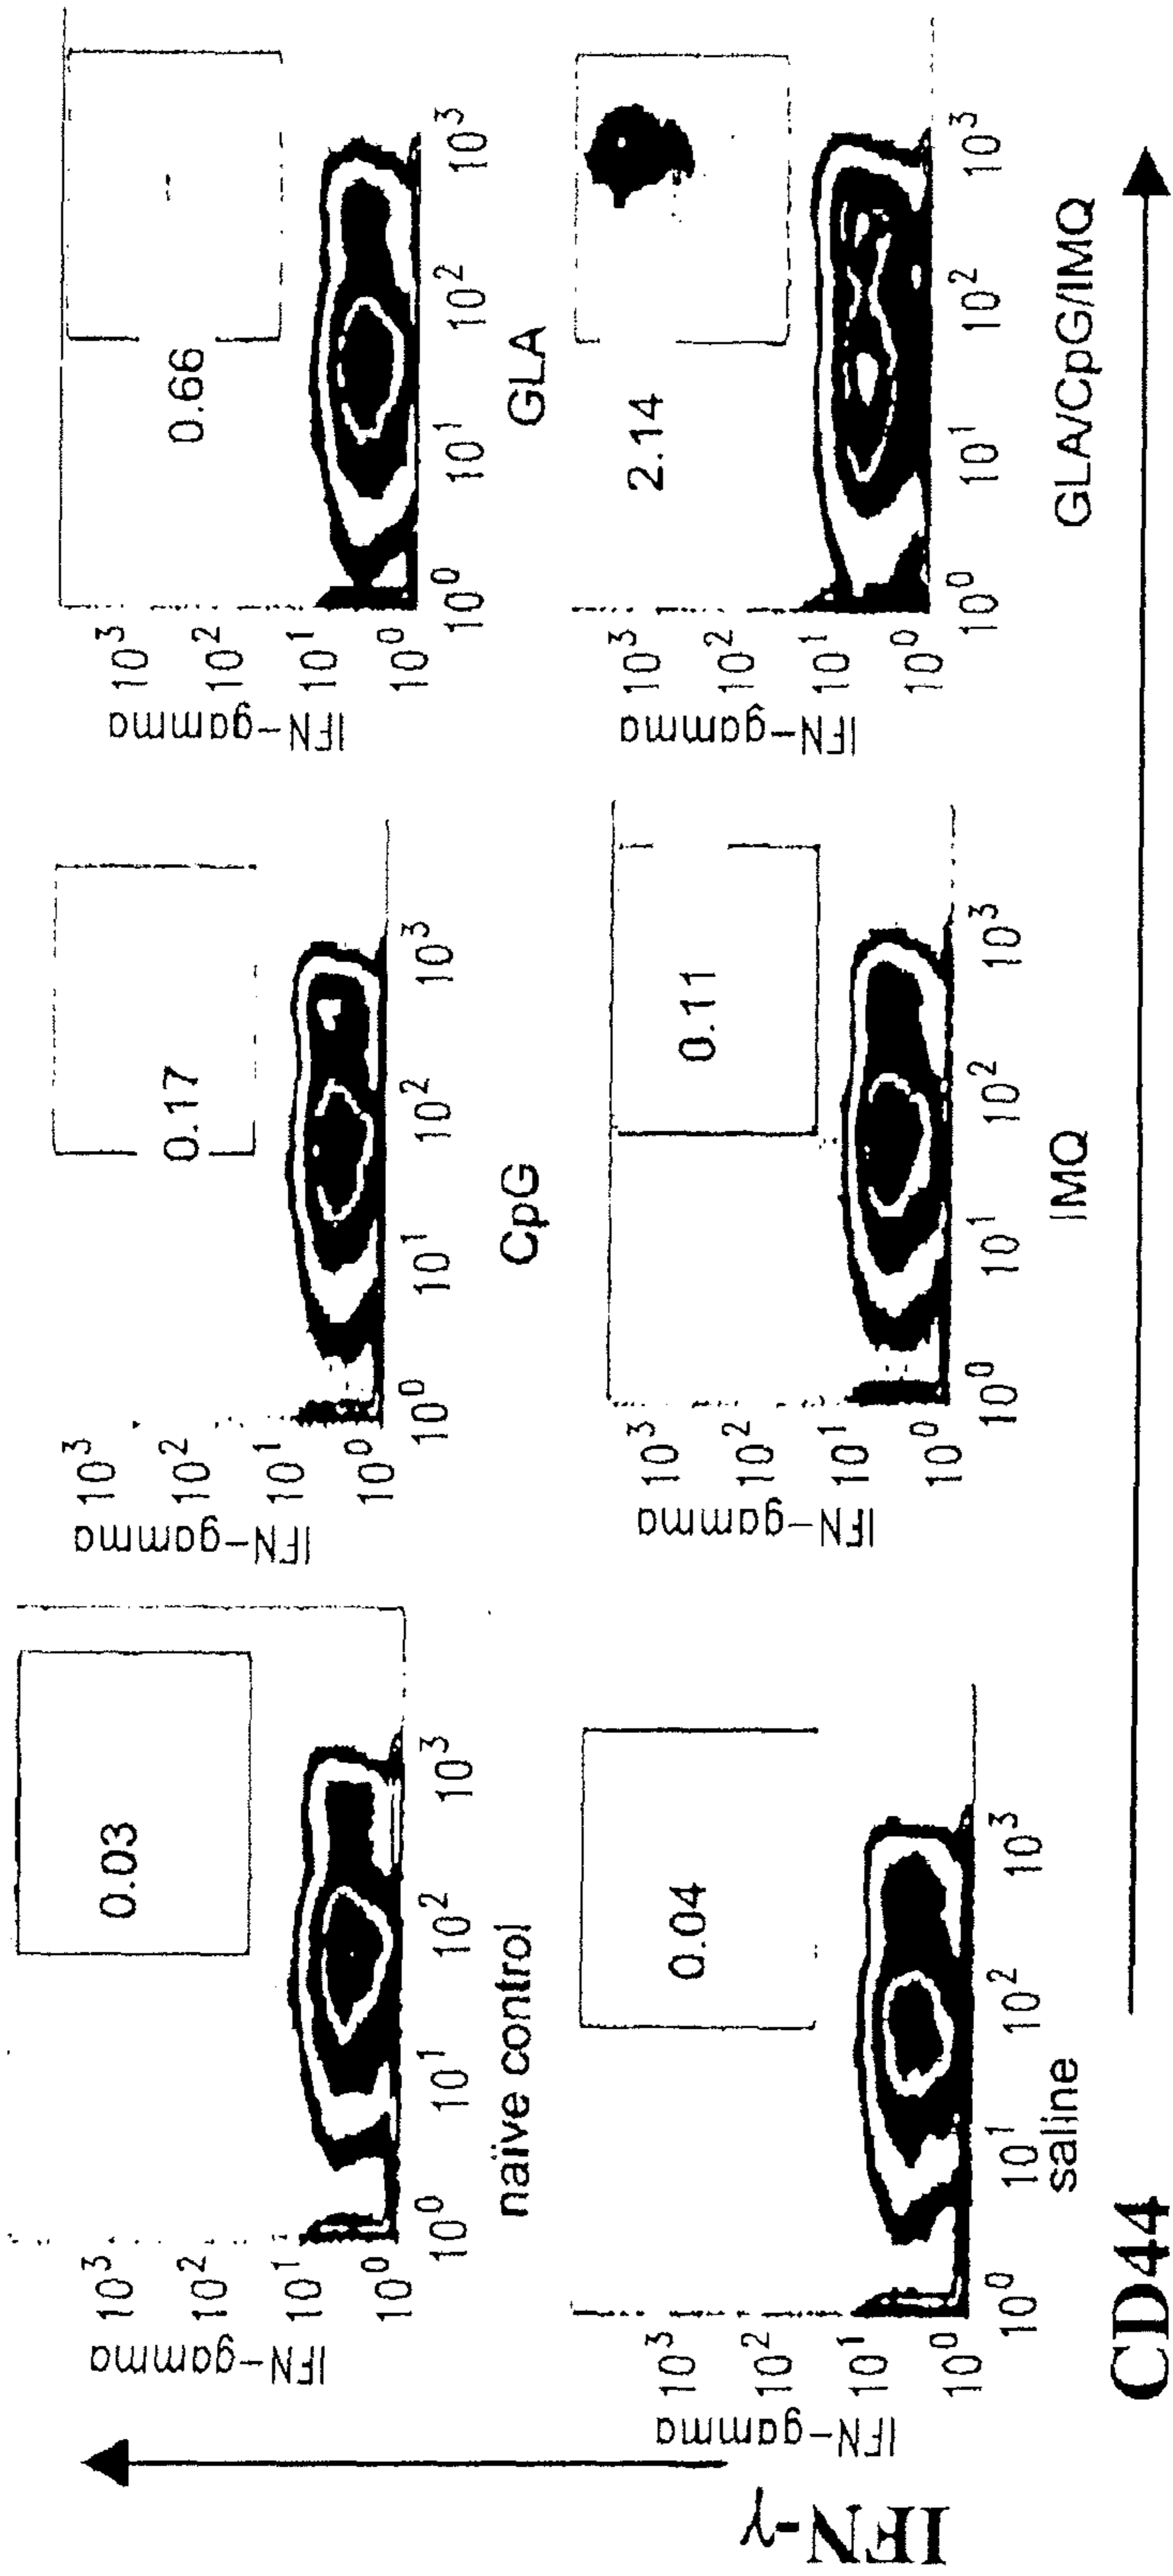 IFN-γ
IFN-gamma
10³
10²
10¹
10⁰
0.03
10⁰ 10¹ 10² 10³
naïve control
IFN-gamma
10³
10²
10¹
10⁰
0.17
10⁰ 10¹ 10² 10³
CpG
IFN-gamma
10³
10²
10¹
10⁰
0.66
10⁰ 10¹ 10² 10³
GLA
IFN-gamma
10³
10²
10¹
10⁰
0.04
10⁰ 10¹ 10² 10³
saline
IFN-gamma
10³
10²
10¹
10⁰
0.11
10⁰ 10¹ 10² 10³
IMQ
IFN-gamma
10³
10²
10¹
10⁰
2.14
10⁰ 10¹ 10² 10³
GLA/CpG/IMQ
CD44